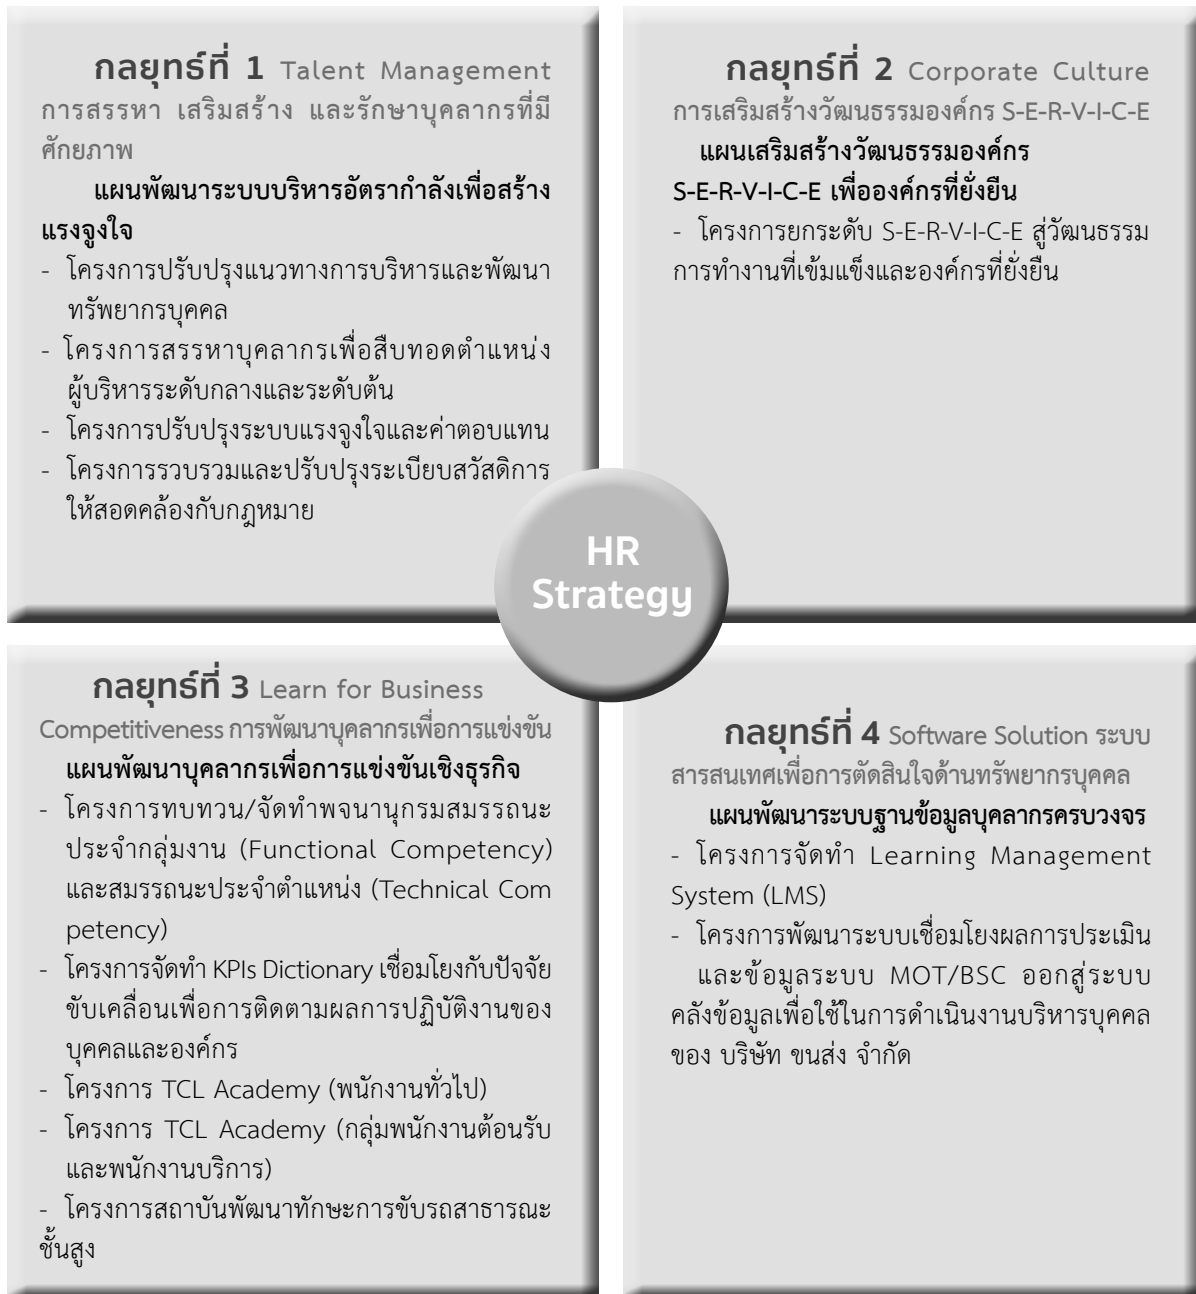 กลยุทธ์ที่ 1 Talent Management
การสรรหา เสริมสร้าง และรักษาบุคลากรที่มี
ศักยภาพ
แผนพัฒนาระบบบริหารอัตรากำลังเพื่อสร้าง
แรงจูงใจ
- โครงการปรับปรุงแนวทางการบริหารและพัฒนา
ทรัพยากรบุคคล
- โครงการสรรหาบุคลากรเพื่อสืบทอดตำแหน่ง
ผู้บริหารระดับกลางและระดับต้น
- โครงการปรับปรุงระบบแรงจูงใจและค่าตอบแทน
- โครงการรวบรวมและปรับปรุงระเบียบสวัสดิการ
ให้สอดคล้องกับกฎหมาย
กลยุทธ์ที่ 2 Corporate Culture
การเสริมสร้างวัฒนธรรมองค์กร S-E-R-V-I-C-E
แผนเสริมสร้างวัฒนธรรมองค์กร
S-E-R-V-I-C-E เพื่อองค์กรที่ยั่งยืน
- โครงการยกระดับ S-E-R-V-I-C-E สู่วัฒนธรรม
การทำงานที่เข้มแข็งและองค์กรที่ยั่งยืน
HR
Strategy
กลยุทธ์ที่ 3 Learn for Business
Competitiveness การพัฒนาบุคลากรเพื่อการแข่งขัน
แผนพัฒนาบุคลากรเพื่อการแข่งขันเชิงธุรกิจ
- โครงการทบทวน/จัดทำพจนานุกรมสมรรถนะ
ประจำกลุ่มงาน (Functional Competency)
และสมรรถนะประจำตำแหน่ง (Technical Com
petency)
- โครงการจัดทำ KPIs Dictionary เชื่อมโยงกับปัจจัย
ขับเคลื่อนเพื่อการติดตามผลการปฏิบัติงานของ
บุคคลและองค์กร
- โครงการ TCL Academy (พนักงานทั่วไป)
- โครงการ TCL Academy (กลุ่มพนักงานต้อนรับ
และพนักงานบริการ)
- โครงการสถาบันพัฒนาทักษะการขับรถสาธารณะ
ชั้นสูง
กลยุทธ์ที่ 4 Software Solution ระบบ
สารสนเทศเพื่อการตัดสินใจด้านทรัพยากรบุคคล
แผนพัฒนาระบบฐานข้อมูลบุคลากรครบวงจร
- โครงการจัดทำ Learning Management
System (LMS)
- โครงการพัฒนาระบบเชื่อมโยงผลการประเมิน
และข้อมูลระบบ MOT/BSC ออกสู่ระบบ
คลังข้อมูลเพื่อใช้ในการดำเนินงานบริหารบุคคล
ของ บริษัท ขนส่ง จำกัด